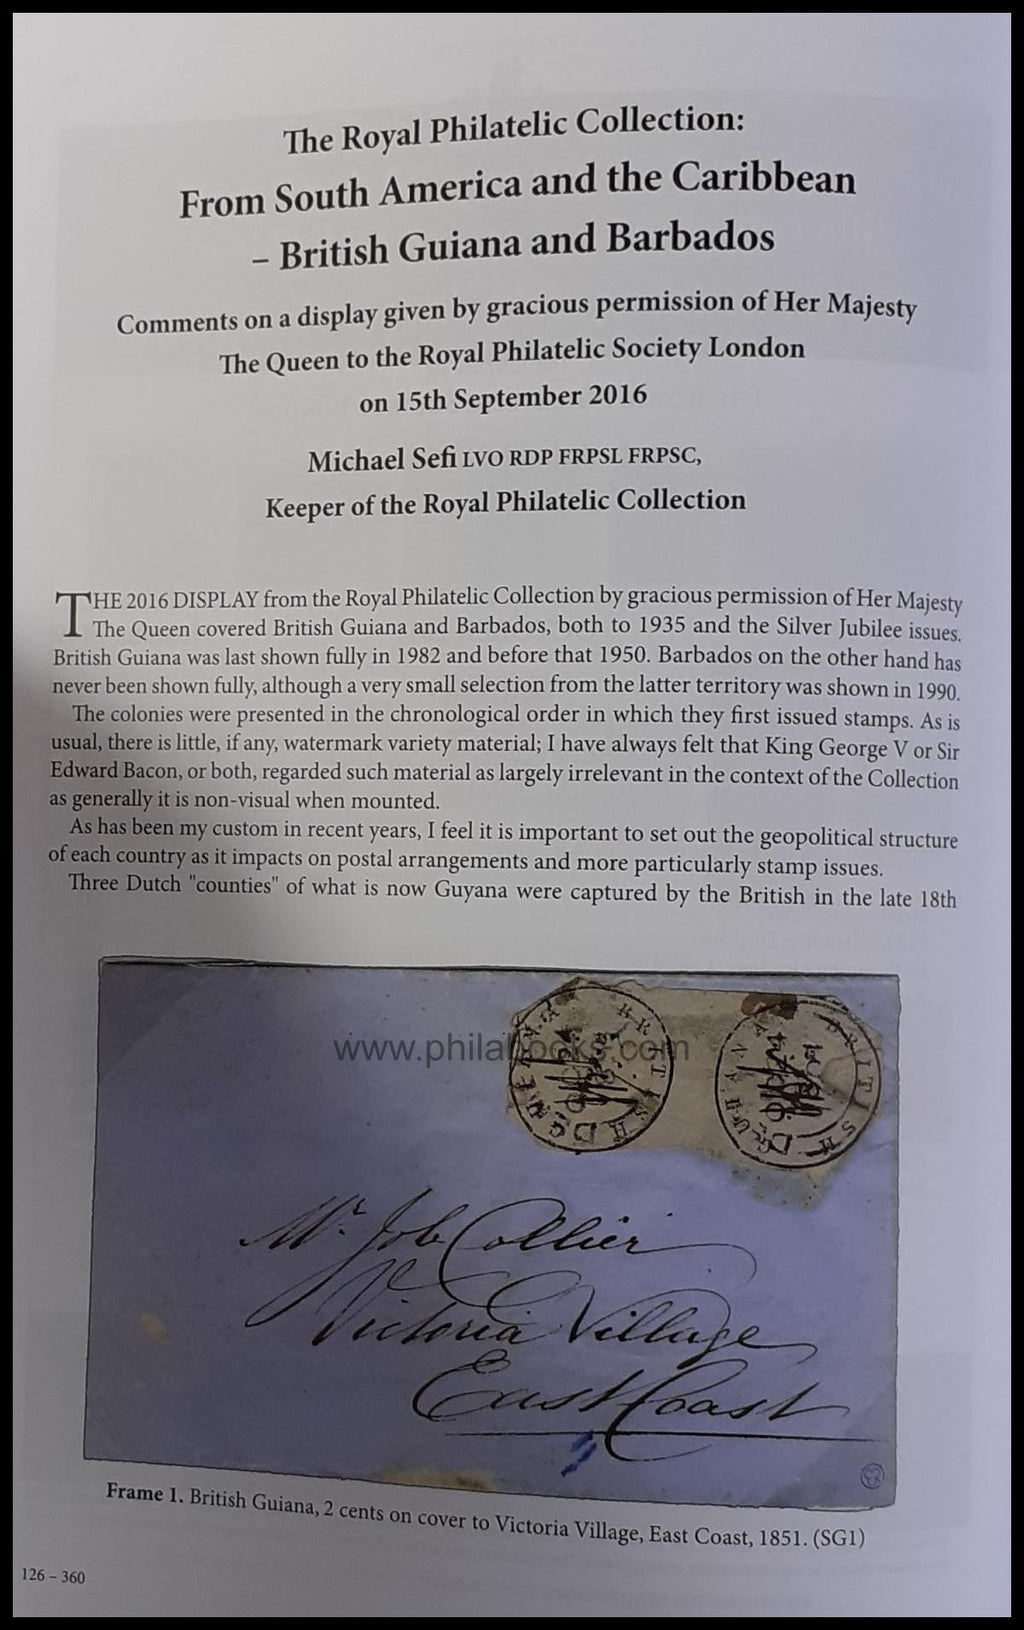 The Royal Philatelic Collection:
From South America and the Caribbean
– British Guiana and Barbados
Comments on a display given by gracious permission of Her Majesty
The Queen to the Royal Philatelic Society London
on 15th September 2016
Michael Sefi LVO RDP FRPSL FRPSC,
Keeper of the Royal Philatelic Collection
THE 2016 DISPLAY from the Royal Philatelic Collection by gracious permission of Her Majesty
The Queen covered British Guiana and Barbados, both to 1935 and the Silver Jubilee issues.
British Guiana was last shown fully in 1982 and before that 1950. Barbados on the other hand has
never been shown fully, although a very small selection from the latter territory was shown in 1990.
The colonies were presented in the chronological order in which they first issued stamps. As is
usual, there is little, if any, watermark variety material; I have always felt that King George V or Sir
Edward Bacon, or both, regarded such material as largely irrelevant in the context of the Collection
as generally it is non-visual when mounted.
As has been my custom in recent years, I feel it is important to set out the geopolitical structure
of each country as it impacts on postal arrangements and more particularly stamp issues.
Three Dutch "counties" of what is now Guyana were captured by the British in the late 18th
BRITISH
BRITISH
GUIANA
www.philabooks.com
Mr. Job Collier
Victoria Village
East Coast
Frame 1. British Guiana, 2 cents on cover to Victoria Village, East Coast, 1851. (SG1)
126 – 360